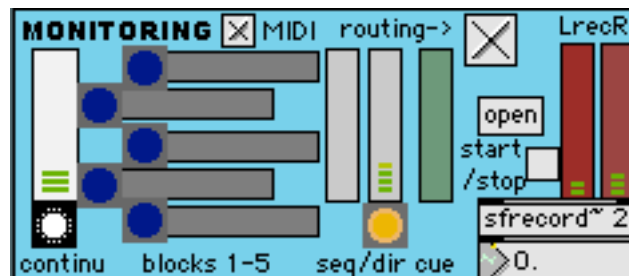 MONITORING MIDI routing-> LrecR
open
start
/stop
sfrecord~ 2
0.
continu blocks 1-5 seq/dir cue